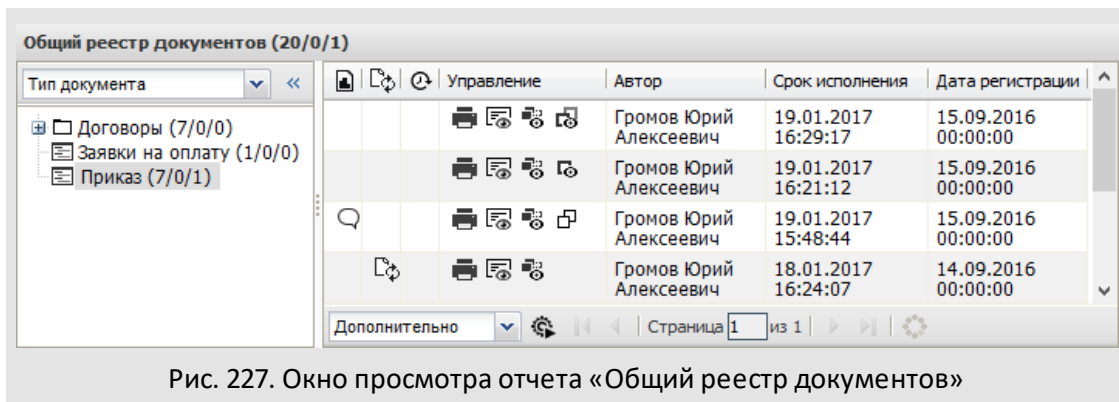 Общий реестр документов (20/0/1)
Тип документа
Управление Автор Срок исполнения Дата регистрации
Договоры (7/0/0)
Заявки на оплату (1/0/0)
Приказ (7/0/1)
Громов Юрий 19.01.2017 15.09.2016
Алексеевич 16:29:17 00:00:00
Громов Юрий 19.01.2017 15.09.2016
Алексеевич 16:21:12 00:00:00
Громов Юрий 19.01.2017 15.09.2016
Алексеевич 15:48:44 00:00:00
Громов Юрий 18.01.2017 14.09.2016
Алексеевич 16:24:07 00:00:00
Дополнительно Страница 1 из 1
Рис. 227. Окно просмотра отчета «Общий реестр документов»